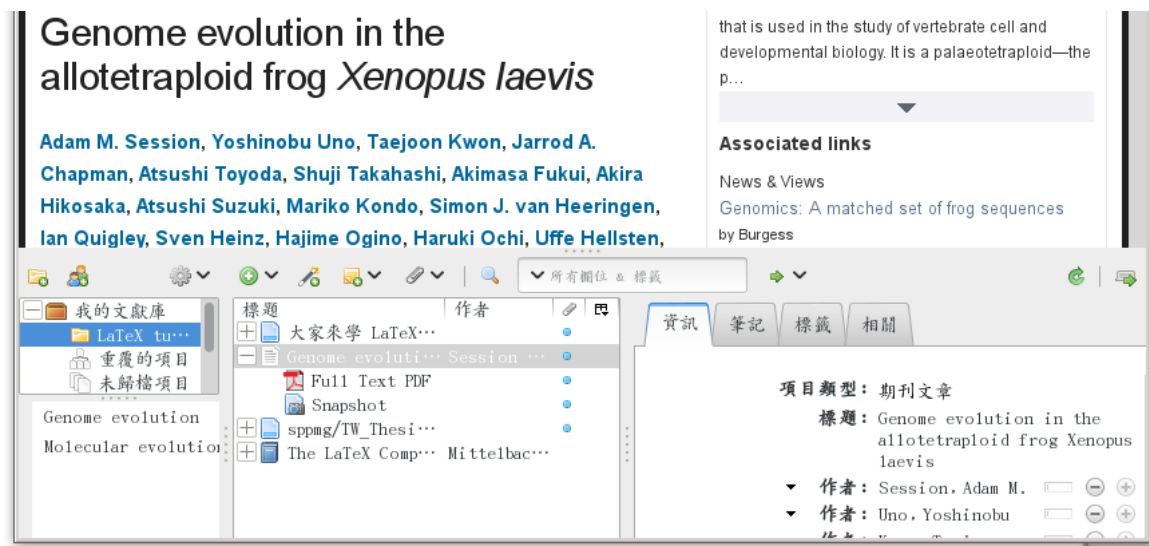 Genome evolution in the
allotetraploid frog Xenopus laevis
Adam M. Session, Yoshinobu Uno, Taejoon Kwon, Jarrod A.
Chapman, Atsushi Toyoda, Shuji Takahashi, Akimasa Fukui, Akira
Hikosaka, Atsushi Suzuki, Mariko Kondo, Simon J. van Heeringen,
Ian Quigley, Sven Heinz, Hajime Ogino, Haruki Ochi, Uffe Hellsten,
that is used in the study of vertebrate cell and
developmental biology. It is a palaeotetraploid—the
p…
Associated links
News & Views
Genomics: A matched set of frog sequences
by Burgess
所有欄位 & 標籤
我的文獻庫
LaTeX tu…
重覆的項目
未歸檔項目
Genome evolution
Molecular evolution
標題 作者
大家來學 LaTeX…
Genome evoluti… Session …
Full Text PDF
Snapshot
sppmg/TW_Thesi…
The LaTeX Comp… Mittelbac…
資訊 筆記 標籤 相關
項目類型: 期刊文章
標題: Genome evolution in the
allotetraploid frog Xenopus
laevis
作者: Session, Adam M.
作者: Uno, Yoshinobu